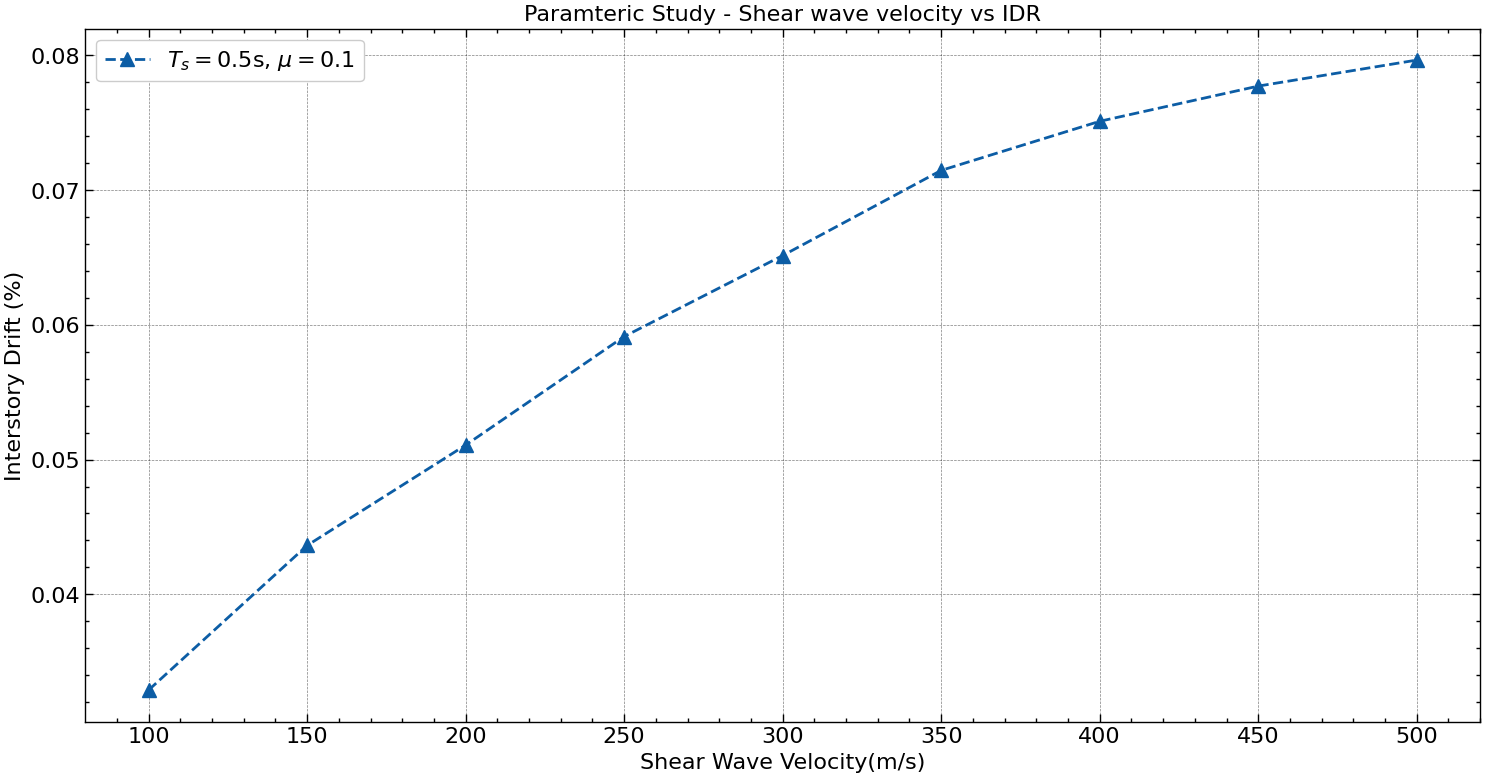 Paramteric Study - Shear wave velocity vs IDR
T_s = 0.5s, μ = 0.1
Interstory Drift (%)
0.08
0.07
0.06
0.05
0.04
100 150 200 250 300 350 400 450 500
Shear Wave Velocity(m/s)